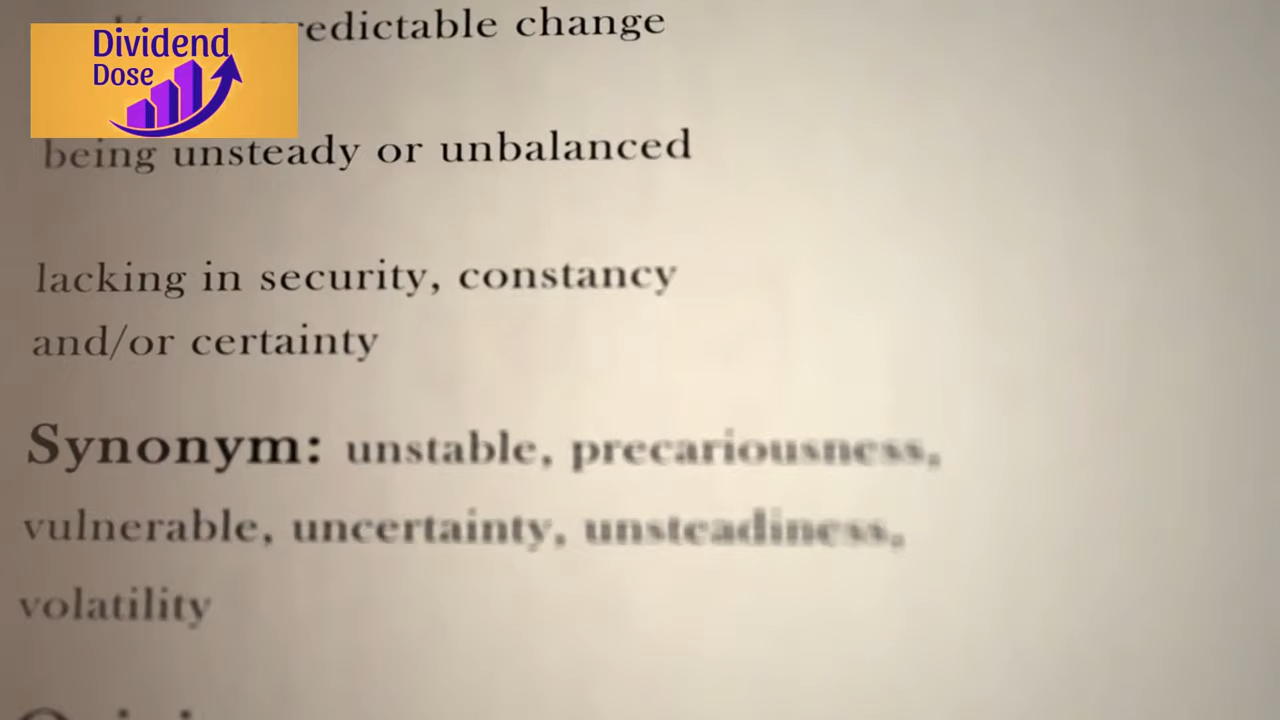 Dividend
Dose
predictable change
being unsteady or unbalanced
lacking in security, constancy
and/or certainty
Synonym: unstable, precariousness,
vulnerable, uncertainty, unsteadiness,
volatility